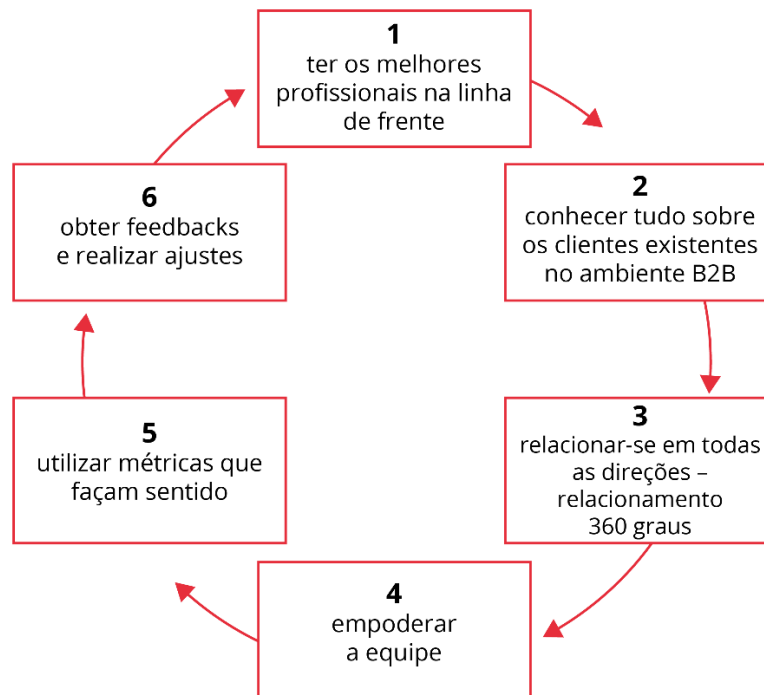 1
ter os melhores
profissionais na linha
de frente
2
conhecer tudo sobre
os clientes existentes
no ambiente B2B
3
relacionar-se em todas
as direções –
relacionamento
360 graus
4
empoderar
a equipe
5
utilizar métricas que
façam sentido
6
obter feedbacks
e realizar ajustes